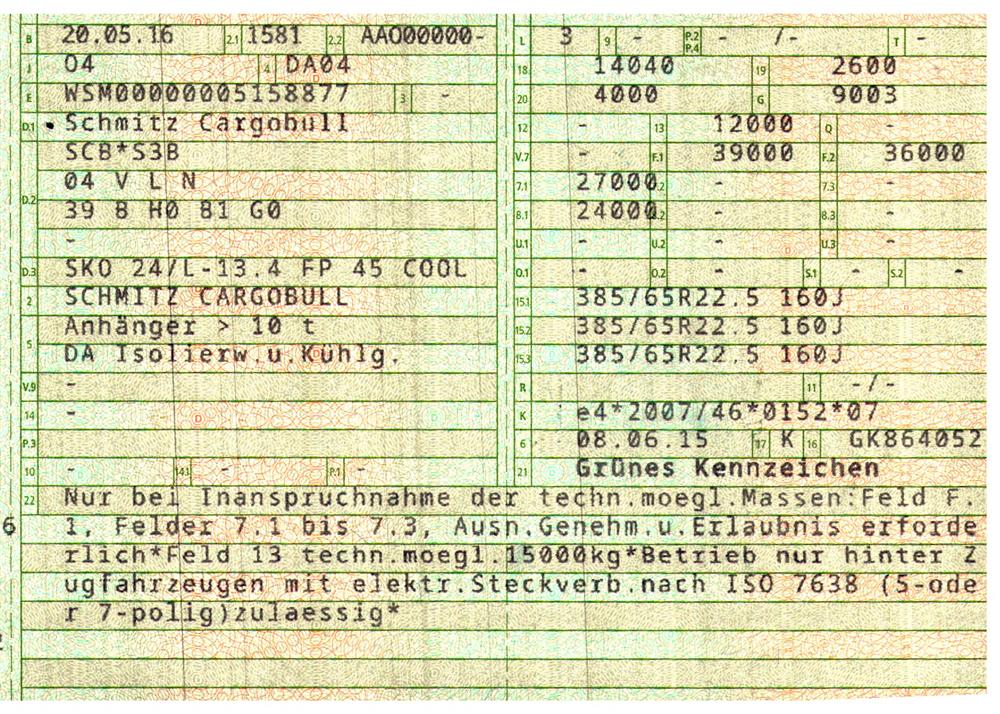 B 20.05.16 2.1 1581 2.2 AAO00000- L 3 9 - P.2 P.4 - /- T -
J 04 4 DA04 18 14040 19 2600
E WSM00000005158877 3 - 20 4000 G 9003
D.1 Schmitz Cargobull 12 - 13 12000 Q -
SCB*S3B V.7 - F.1 39000 F.2 36000
D.2 04 V L N 7.1 27000 7.2 - 7.3 -
39 8 H0 81 G0 8.1 24000 8.2 - 8.3 -
- U.1 - U.2 - U.3 -
D.3 SKO 24/L-13.4 FP 45 COOL O.1 - O.2 - S.1 - S.2 -
2 SCHMITZ CARGOBULL 15.1 385/65R22.5 160J
5 Anhänger > 10 t 15.2 385/65R22.5 160J
DA Isolierw.u.Kühlg. 15.3 385/65R22.5 160J
V.9 - R 11 -/-
14 - K e4*2007/46*0152*07
P.3 6 08.06.15 17 K 16 GK864052
10 - 14.1 - P.1 - 21 Grünes Kennzeichen
22 Nur bei Inanspruchnahme der techn.moegl.Massen:Feld F.
6 1, Felder 7.1 bis 7.3, Ausn.Genehm.u.Erlaubnis erforde
rlich*Feld 13 techn.moegl.15000kg*Betrieb nur hinter Z
ugfahrzeugen mit elektr.Steckverb.nach ISO 7638 (5-ode
r 7-polig)zulaessig*